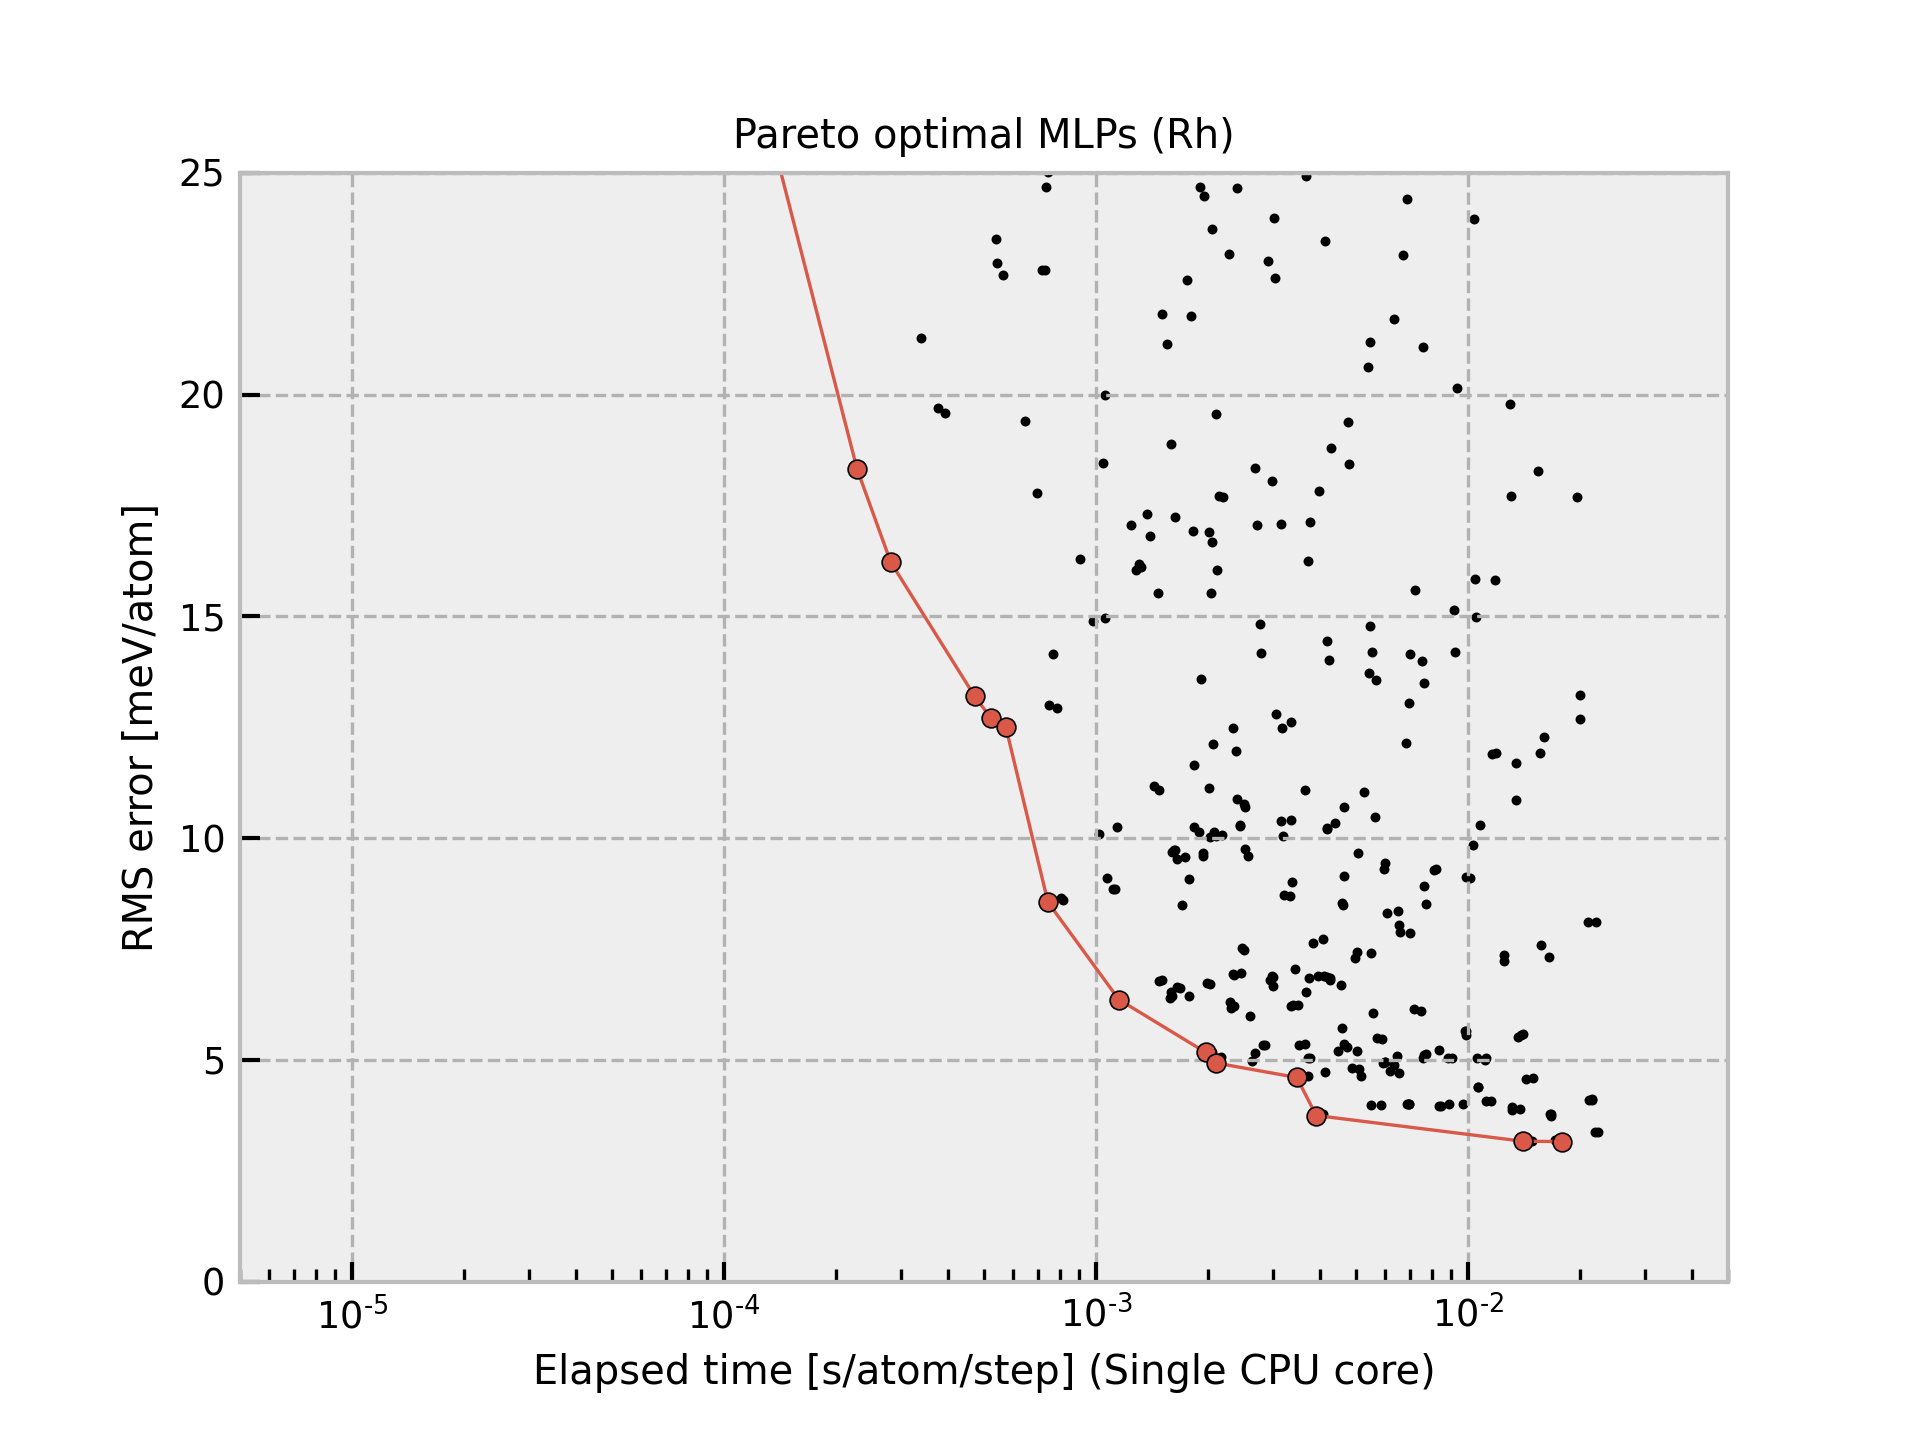 Pareto optimal MLPs (Rh)
25
20
15
10
5
0
RMS error [meV/atom]
10-5 10-4 10-3 10-2
Elapsed time [s/atom/step] (Single CPU core)